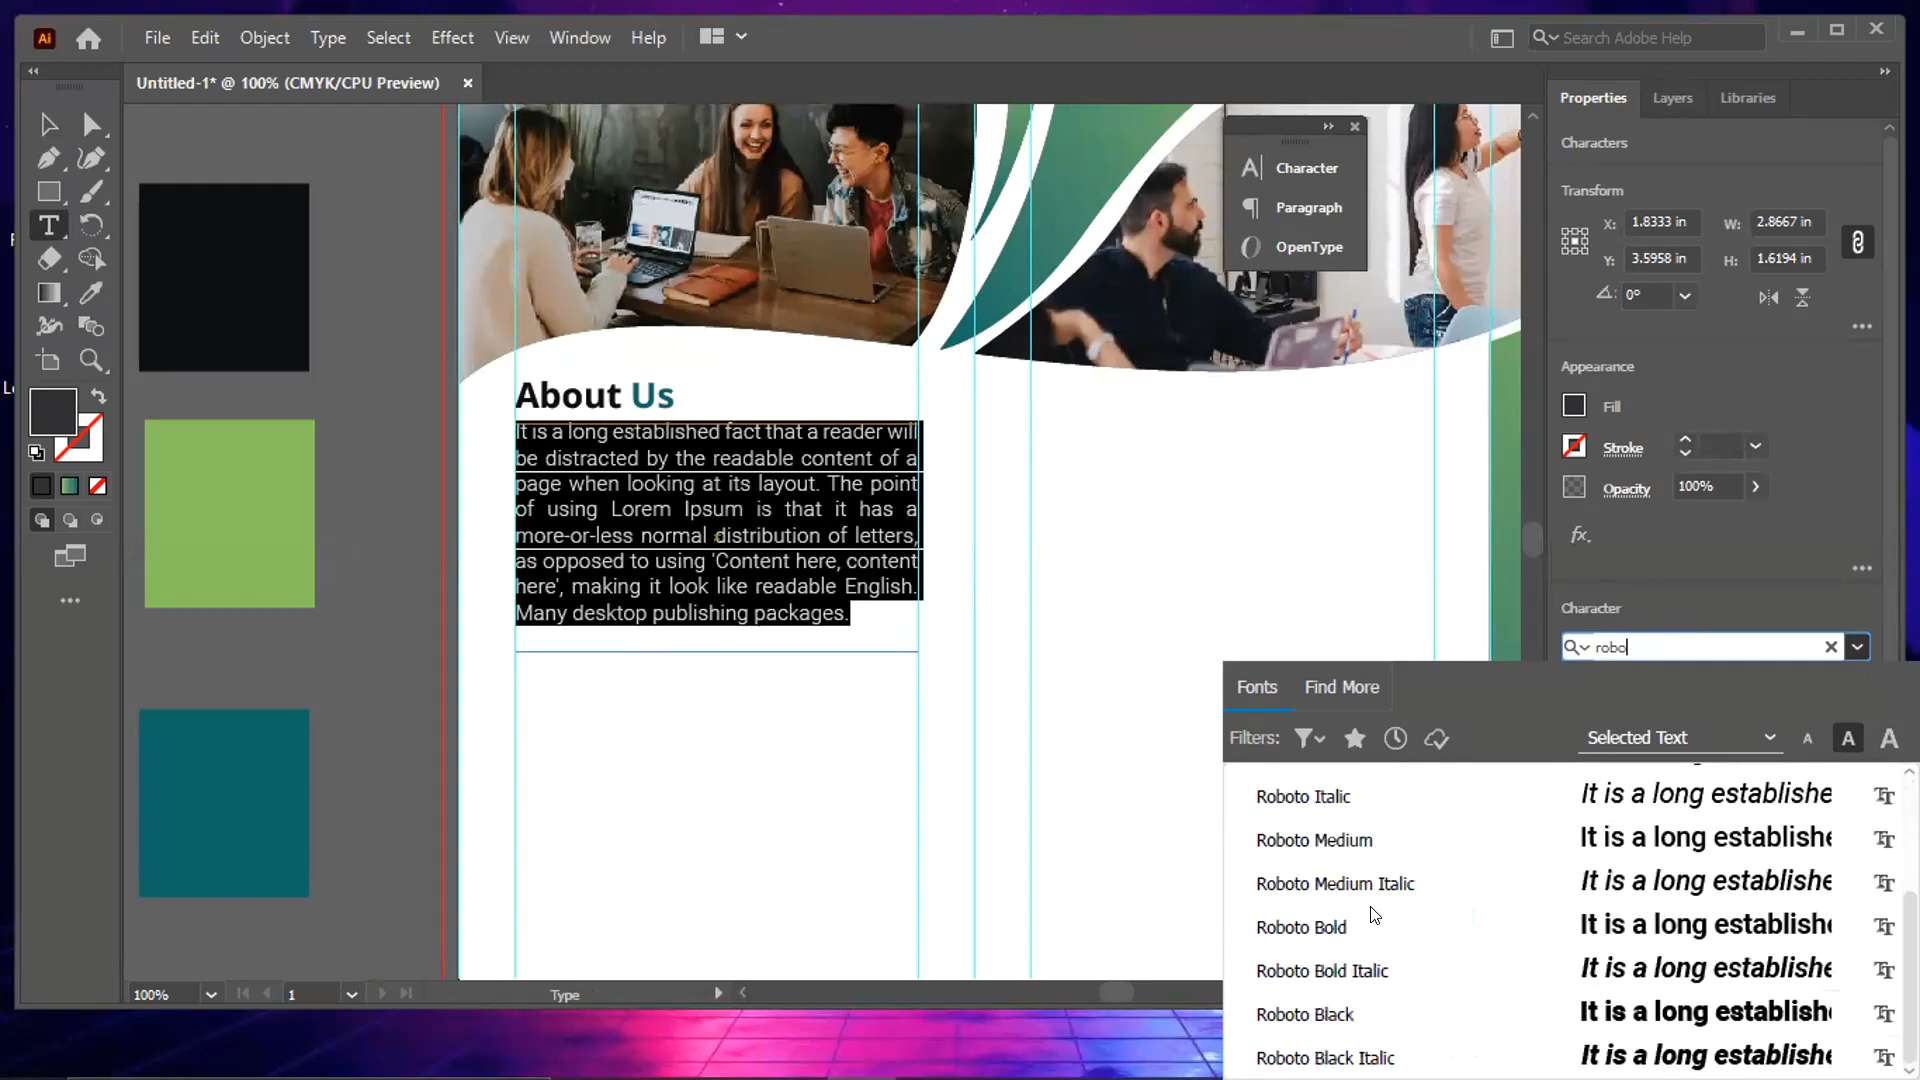 Ai
File Edit Object Type Select Effect View Window Help
Search Adobe Help
Untitled-1* @ 100% (CMYK/CPU Preview)
Properties Layers Libraries
Characters
Transform
X: 1.8333 in W: 2.8667 in
Y: 3.5958 in H: 1.6194 in
0°
Appearance
Fill
Stroke
Opacity 100%
fx.
Character
robo
Character
Paragraph
OpenType
About Us
It is a long established fact that a reader will
be distracted by the readable content of a
page when looking at its layout. The point
of using Lorem Ipsum is that it has a
more-or-less normal distribution of letters,
as opposed to using 'Content here, content
here', making it look like readable English.
Many desktop publishing packages.
Fonts Find More
Filters: Selected Text A A A
Roboto Italic It is a long establishe
Roboto Medium It is a long establishe
Roboto Medium Italic It is a long establishe
Roboto Bold It is a long establishe
Roboto Bold Italic It is a long establishe
Roboto Black It is a long establishe
Roboto Black Italic It is a long establishe
100% 1 Type